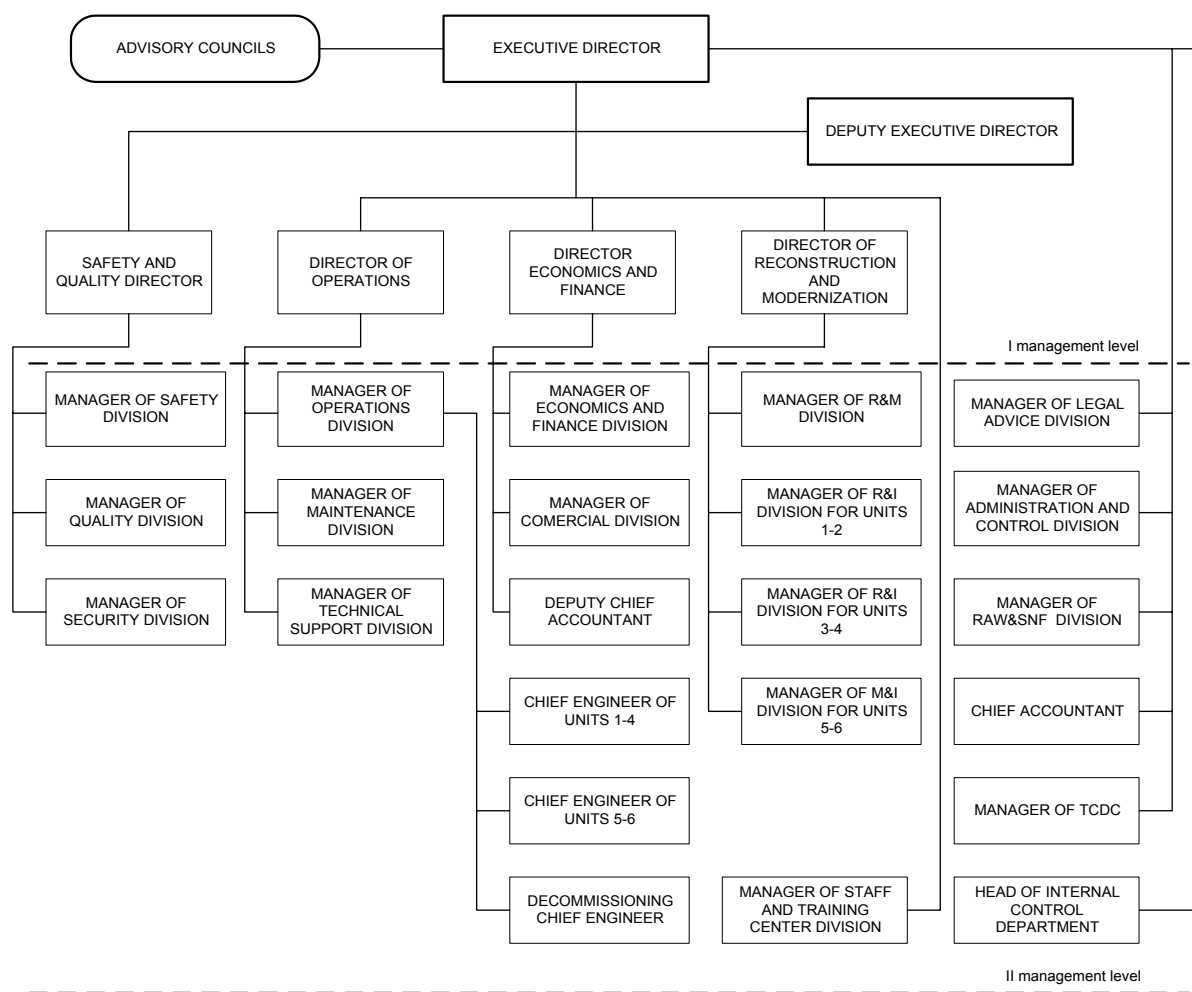 ADVISORY COUNCILS
EXECUTIVE DIRECTOR
DEPUTY EXECUTIVE DIRECTOR
SAFETY AND
QUALITY DIRECTOR
DIRECTOR OF
OPERATIONS
DIRECTOR
ECONOMICS AND
FINANCE
DIRECTOR OF
RECONSTRUCTION
AND
MODERNIZATION
I management level
MANAGER OF SAFETY
DIVISION
MANAGER OF
OPERATIONS
DIVISION
MANAGER OF
ECONOMICS AND
FINANCE DIVISION
MANAGER OF R&M
DIVISION
MANAGER OF LEGAL
ADVICE DIVISION
MANAGER OF
QUALITY DIVISION
MANAGER OF
MAINTENANCE
DIVISION
MANAGER OF
COMERCIAL DIVISION
MANAGER OF R&I
DIVISION FOR UNITS
1-2
MANAGER OF
ADMINISTRATION AND
CONTROL DIVISION
MANAGER OF
SECURITY DIVISION
MANAGER OF
TECHNICAL
SUPPORT DIVISION
DEPUTY CHIEF
ACCOUNTANT
MANAGER OF R&I
DIVISION FOR UNITS
3-4
MANAGER OF
RAW&SNF DIVISION
CHIEF ENGINEER OF
UNITS 1-4
MANAGER OF M&I
DIVISION FOR UNITS
5-6
CHIEF ACCOUNTANT
CHIEF ENGINEER OF
UNITS 5-6
MANAGER OF TCDC
DECOMMISSIONING
CHIEF ENGINEER
MANAGER OF STAFF
AND TRAINING
CENTER DIVISION
HEAD OF INTERNAL
CONTROL
DEPARTMENT
II management level